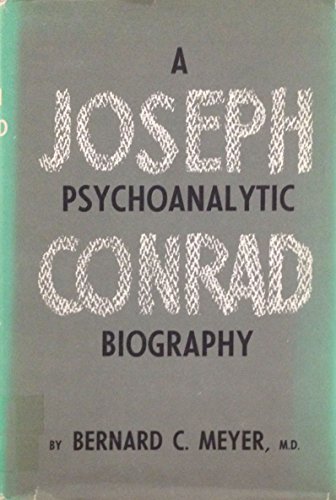 A
JOSEPH
PSYCHOANALYTIC
CONRAD
BIOGRAPHY
BY BERNARD C. MEYER, M.D.